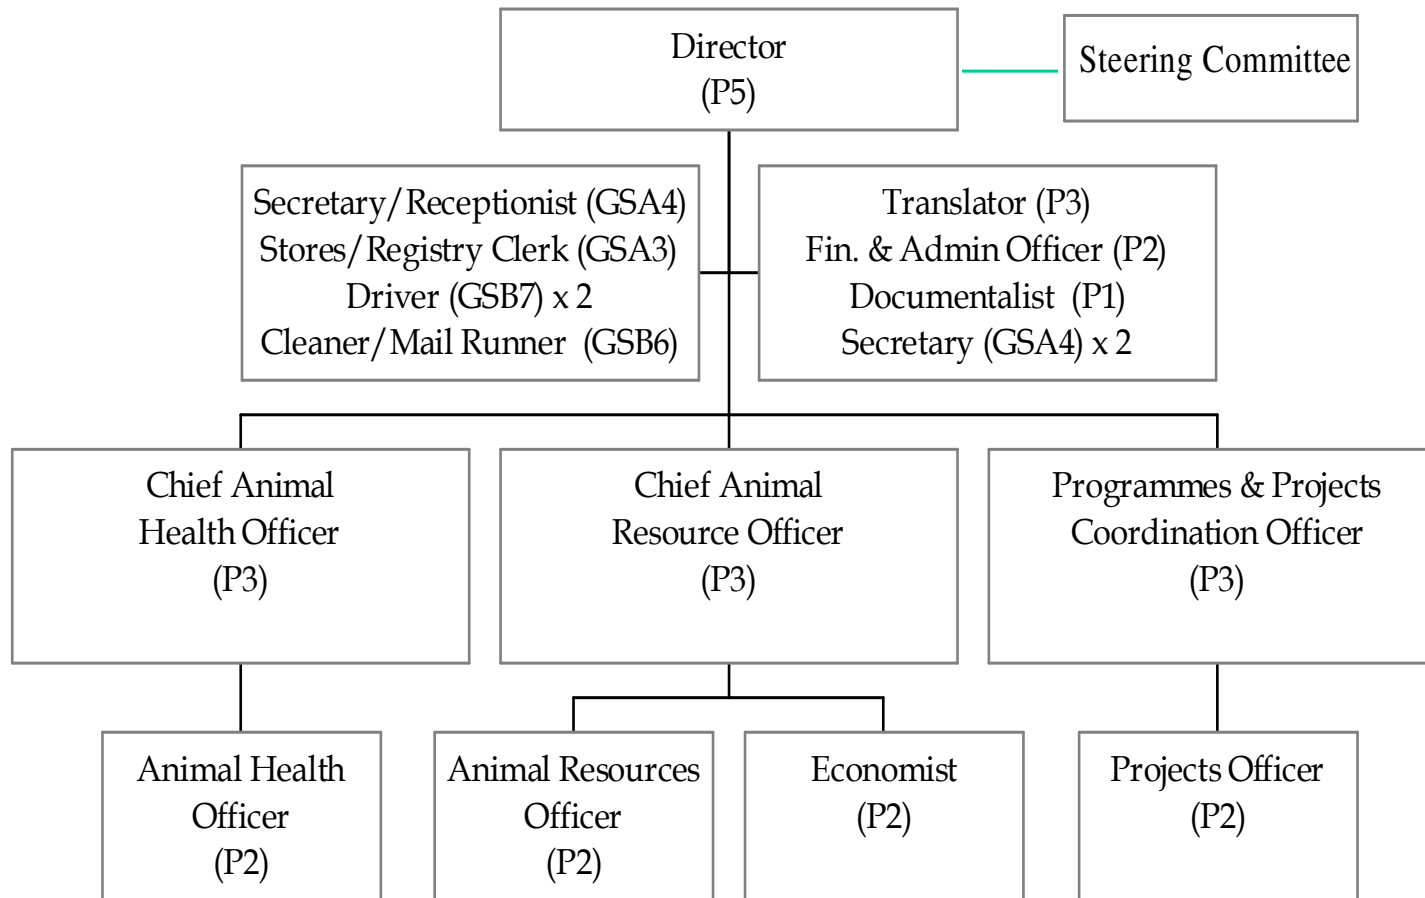 Director
(P5)
Steering Committee
Secretary/Receptionist (GSA4)
Stores/Registry Clerk (GSA3)
Driver (GSB7) x 2
Cleaner/Mail Runner (GSB6)
Translator (P3)
Fin. & Admin Officer (P2)
Documentalist (P1)
Secretary (GSA4) x 2
Chief Animal
Health Officer
(P3)
Chief Animal
Resource Officer
(P3)
Programmes & Projects
Coordination Officer
(P3)
Animal Health
Officer
(P2)
Animal Resources
Officer
(P2)
Economist
(P2)
Projects Officer
(P2)